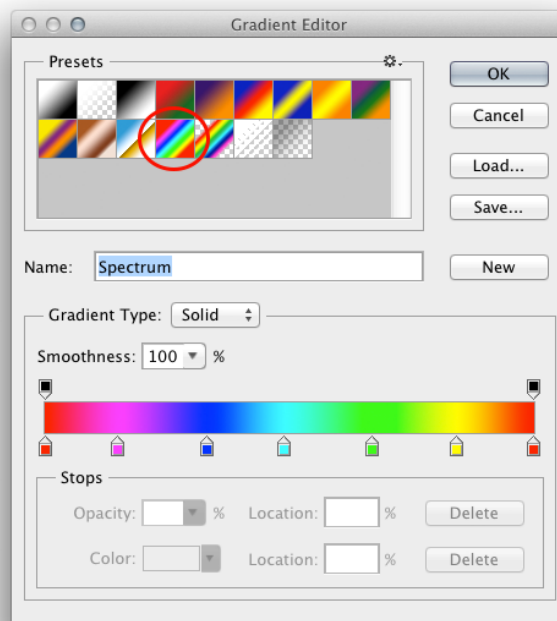 Gradient Editor
Presets
OK
Cancel
Load...
Save...
Name: Spectrum
New
Gradient Type: Solid
Smoothness: 100 %
Stops
Opacity: % Location: % Delete
Color: Location: % Delete